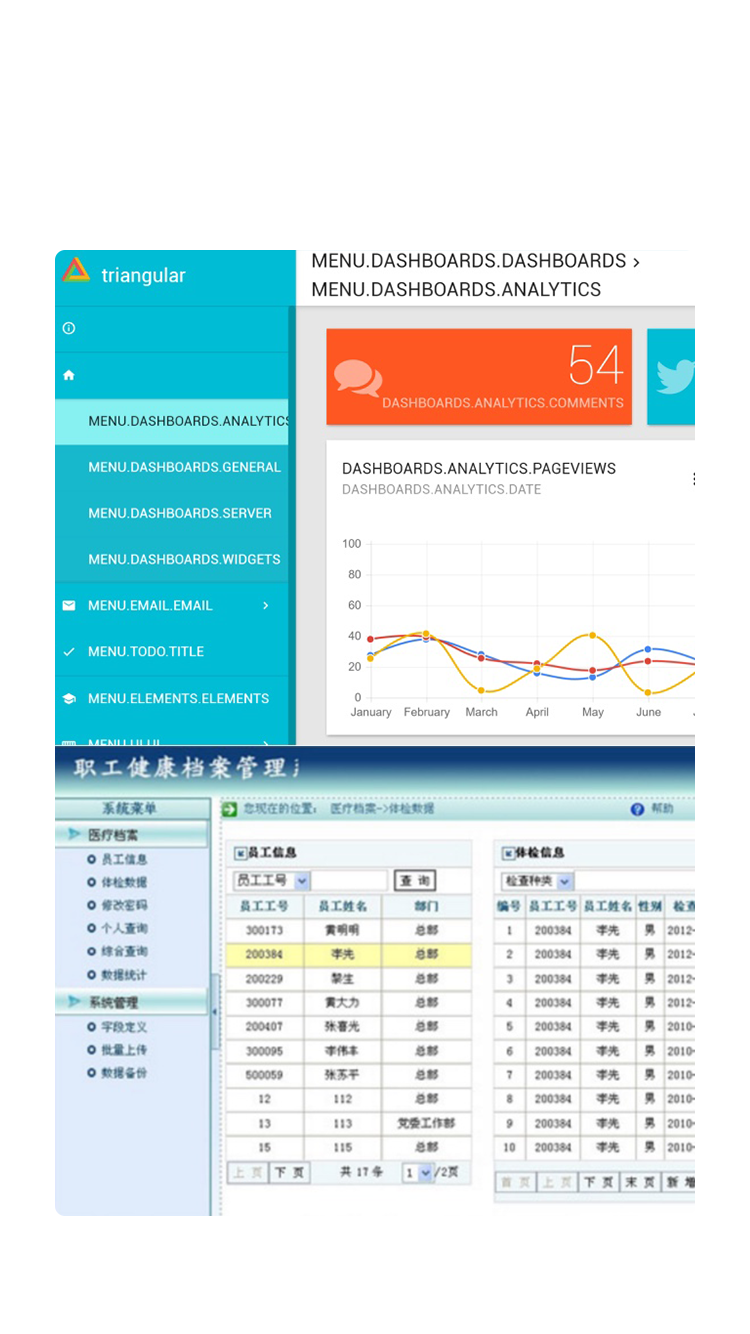 triangular
MENU.DASHBOARDS.DASHBOARDS >
MENU.DASHBOARDS.ANALYTICS
MENU.DASHBOARDS.ANALYTICS
MENU.DASHBOARDS.GENERAL
MENU.DASHBOARDS.SERVER
MENU.DASHBOARDS.WIDGETS
MENU.EMAIL.EMAIL
MENU.TODO.TITLE
MENU.ELEMENTS.ELEMENTS
54
DASHBOARDS.ANALYTICS.COMMENTS
DASHBOARDS.ANALYTICS.PAGEVIEWS
DASHBOARDS.ANALYTICS.DATE
100
80
60
40
20
0
January February March April May June
职工健康档案管理
系统菜单
医疗档案
员工信息
体检数据
修改密码
个人查询
综合查询
数据统计
系统管理
字段定义
批量上传
数据备份
您现在的位置: 医疗档案->体检数据 帮助
员工信息
员工工号 查 询
员工工号 员工姓名 部门
300173 黄明明 总部
200384 李先 总部
200229 黎生 总部
300077 黄大力 总部
200407 张喜光 总部
300095 李伟丰 总部
500059 张苏平 总部
12 112 总部
13 113 党委工作部
15 115 总部
上 页 下 页 共 17 条 1 /2页
体检信息
检查种类
编号 员工工号 员工姓名 性别 检查
1 200384 李先 男 2012-
2 200384 李先 男 2012-
3 200384 李先 男 2012-
4 200384 李先 男 2012-
5 200384 李先 男 2010-
6 200384 李先 男 2010-
7 200384 李先 男 2010-
8 200384 李先 男 2010-
9 200384 李先 男 2010-
10 200384 李先 男 2010-
首 页 上 页 下 页 末 页 新 增